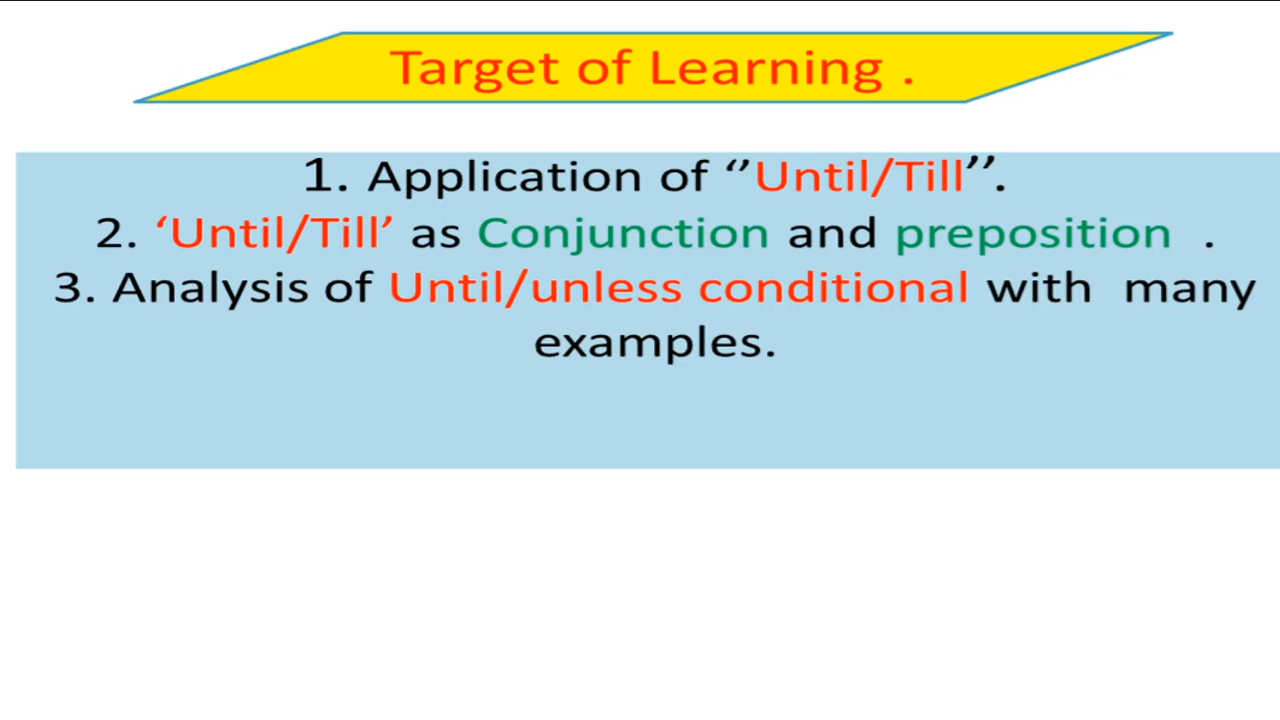 Target of Learning .
1. Application of ‘’Until/Till’’.
2. ‘Until/Till’ as Conjunction and preposition .
3. Analysis of Until/unless conditional with many
examples.